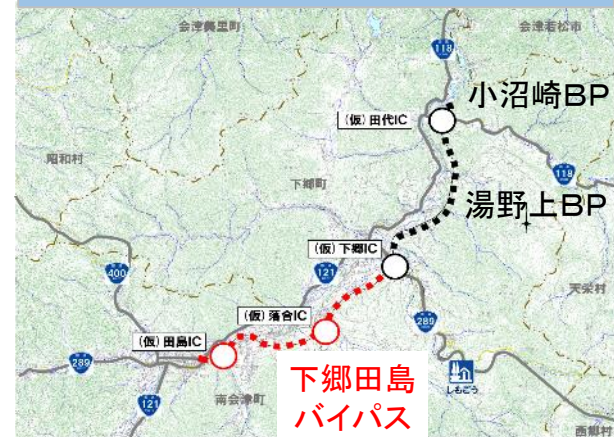 会津美里町
会津若松市
118
小沼崎BP
(仮)田代IC
昭和村
118
下郷町
湯野上BP
(仮)下郷IC
400
121
天栄村
(仮)落合IC
289
(仮)田島IC
289
下郷田島
バイパス
しもごう
121
南会津町
西郷村